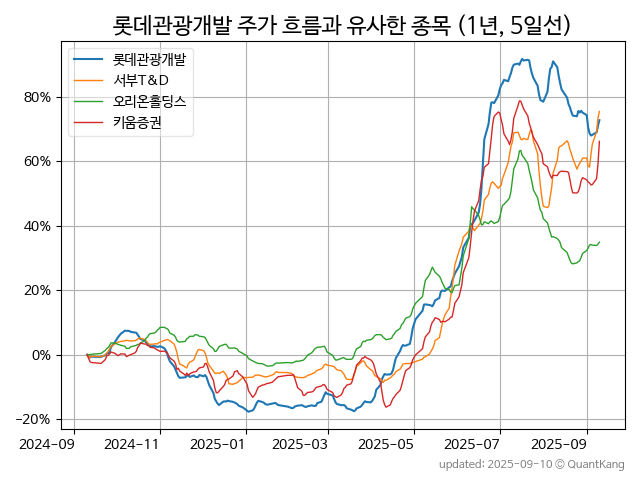 롯데관광개발 주가 흐름과 유사한 종목 (1년, 5일선)
롯데관광개발
서부T&D
오리온홀딩스
키움증권
80%
60%
40%
20%
0%
−20%
2024-09
2024-11
2025-01
2025-03
2025-05
2025-07
2025-09
updated: 2025-09-10 © QuantKang